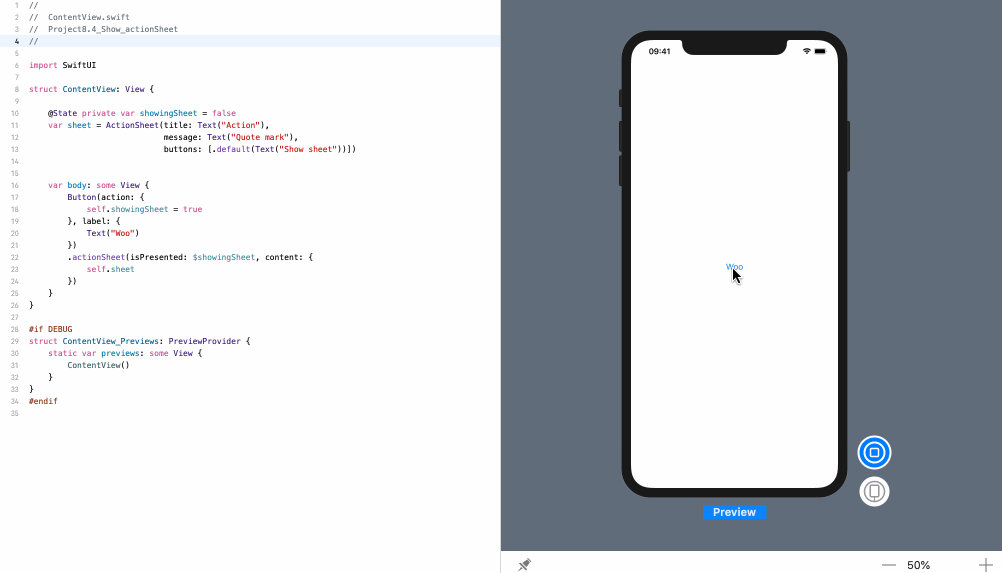 1 //
2 //  ContentView.swift
3 //  Project8.4_Show_actionSheet
4 //
5
6 import SwiftUI
7
8 struct ContentView: View {
9
10     @State private var showingSheet = false
11     var sheet = ActionSheet(title: Text("Action"),
12                             message: Text("Quote mark"),
13                             buttons: [.default(Text("Show sheet"))])
14
15
16     var body: some View {
17         Button(action: {
18             self.showingSheet = true
19         }, label: {
20             Text("Woo")
21         })
22         .actionSheet(isPresented: $showingSheet, content: {
23             self.sheet
24         })
25     }
26 }
27
28 #if DEBUG
29 struct ContentView_Previews: PreviewProvider {
30     static var previews: some View {
31         ContentView()
32     }
33 }
34 #endif
35
09:41
Woo
Preview
50%